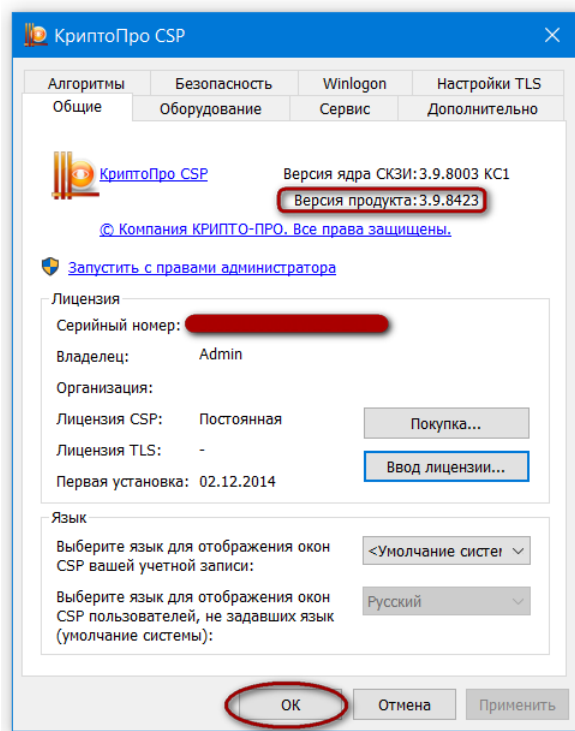 КриптоПро CSP
Алгоритмы Безопасность Winlogon Настройки TLS
Общие Оборудование Сервис Дополнительно
КриптоПро CSP Версия ядра СКЗИ: 3.9.8003 КС1
Версия продукта: 3.9.8423
© Компания КРИПТО-ПРО. Все права защищены.
Запустить с правами администратора
Лицензия
Серийный номер:
Владелец: Admin
Организация:
Лицензия CSP: Постоянная
Покупка...
Лицензия TLS: -
Ввод лицензии...
Первая установка: 02.12.2014
Язык
Выберите язык для отображения окон
CSP вашей учетной записи:
<Умолчание систег
Выберите язык для отображения окон
CSP пользователей, не задавших язык
(умолчание системы):
Русский
ОК Отмена Применить